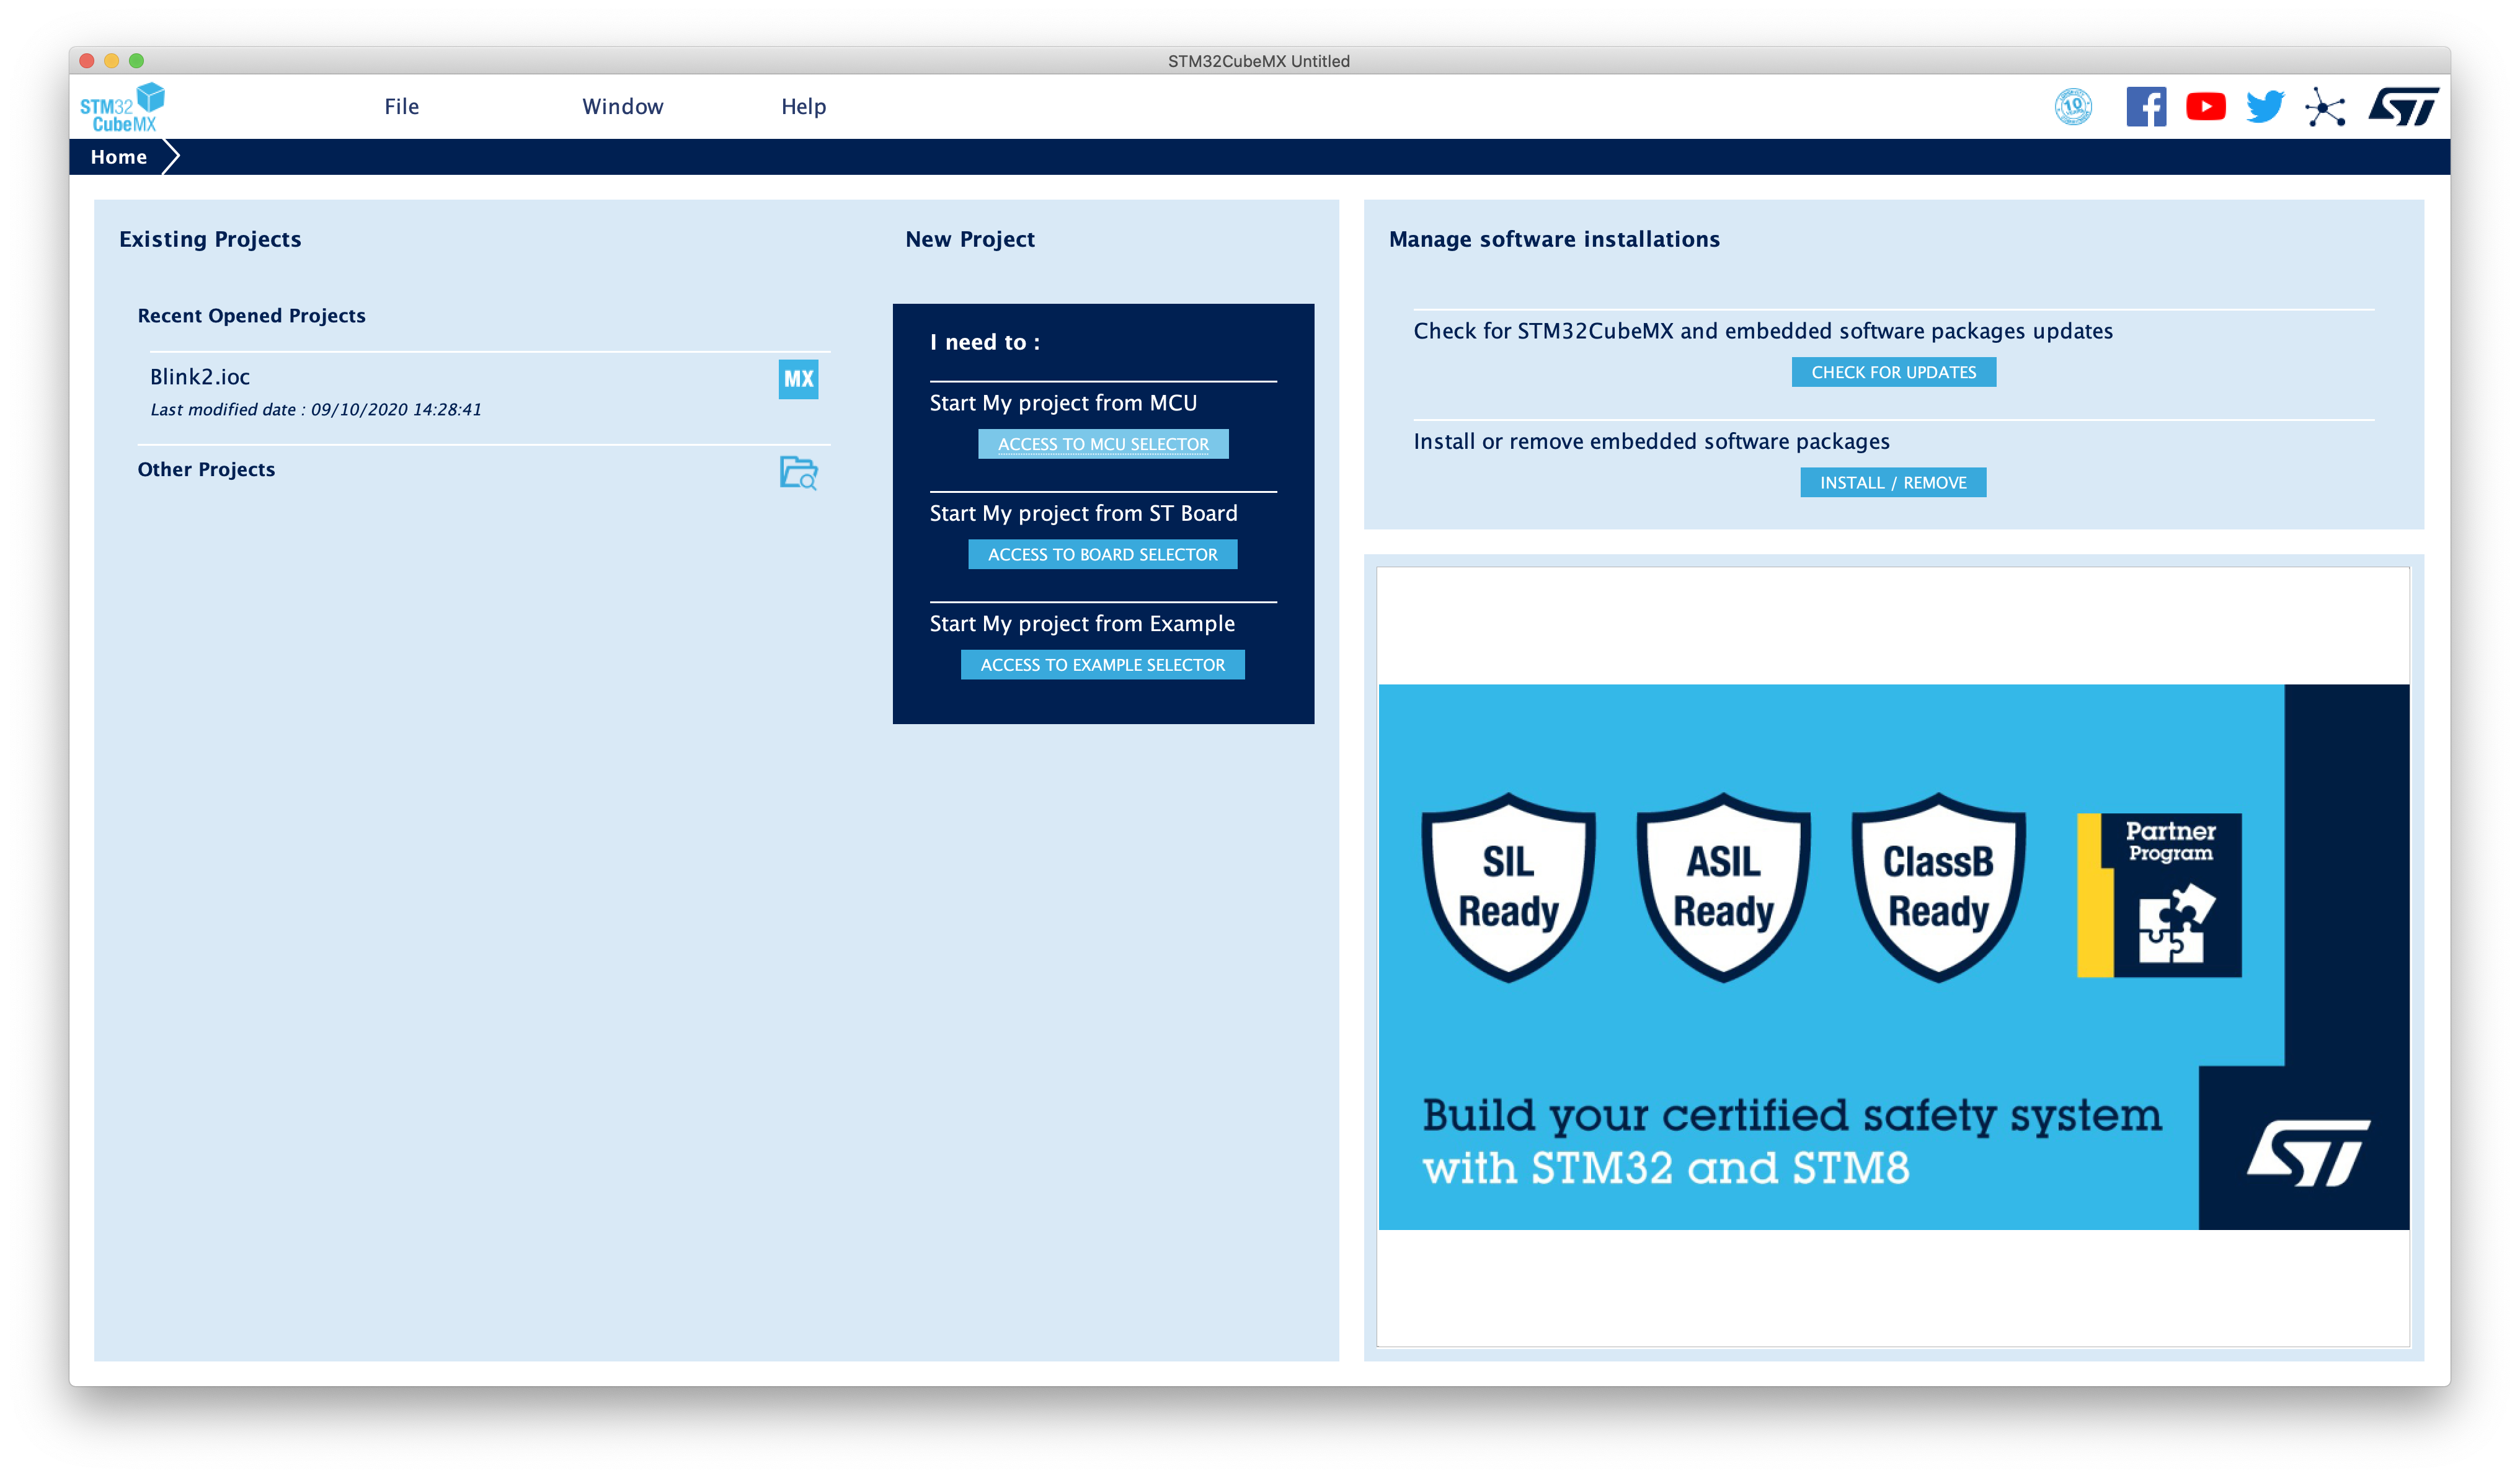 STM32CubeMX Untitled
STM32
CubeMX
File
Window
Help
10
ST
Home
Existing Projects
Recent Opened Projects
Blink2.ioc
MX
Last modified date : 09/10/2020 14:28:41
Other Projects
New Project
I need to :
Start My project from MCU
ACCESS TO MCU SELECTOR
Start My project from ST Board
ACCESS TO BOARD SELECTOR
Start My project from Example
ACCESS TO EXAMPLE SELECTOR
Manage software installations
Check for STM32CubeMX and embedded software packages updates
CHECK FOR UPDATES
Install or remove embedded software packages
INSTALL / REMOVE
SIL
Ready
ASIL
Ready
ClassB
Ready
Partner
Program
Build your certified safety system
with STM32 and STM8
ST